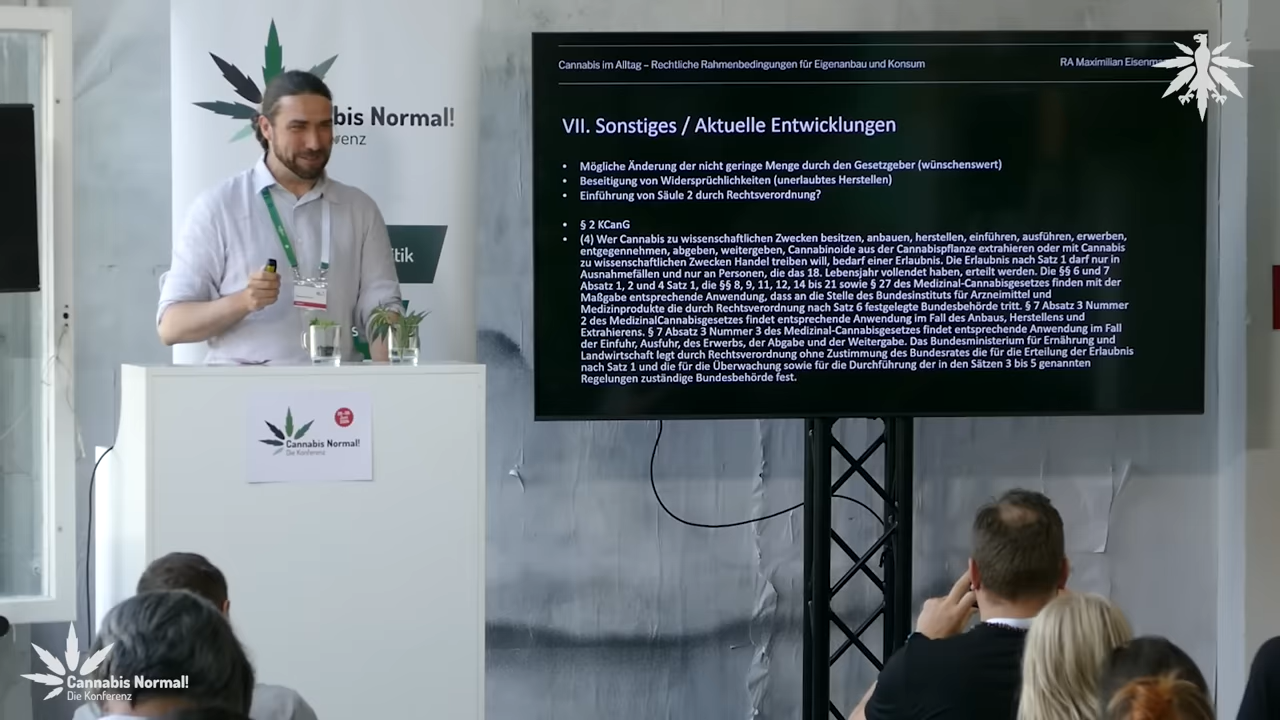 bis Normal!
enz
itik
s
Cannabis im Alltag – Rechtliche Rahmenbedingungen für Eigenanbau und Konsum
RA Maximilian
VII. Sonstiges / Aktuelle Entwicklungen
• Mögliche Änderung der nicht geringe Menge durch den Gesetzgeber (wünschenswert)
• Beseitigung von Widersprüchlichkeiten (unerlaubtes Herstellen)
• Einführung von Säule 2 durch Rechtsverordnung?
• § 2 KCanG
• (4) Wer Cannabis zu wissenschaftlichen Zwecken besitzen, anbauen, herstellen, einführen, ausführen, erwerben,
entgegennehmen, abgeben, weitergeben, Cannabinoide aus der Cannabispflanze extrahieren oder mit Cannabis
zu wissenschaftlichen Zwecken Handel treiben will, bedarf einer Erlaubnis. Die Erlaubnis nach Satz 1 darf nur in
Ausnahmefällen und nur an Personen, die das 18. Lebensjahr vollendet haben, erteilt werden. Die §§ 6 und 7
Absatz 1, 2 und 4 Satz 1, die §§ 8, 9, 11, 12, 14 bis 21 sowie § 27 des Medizinal-Cannabisgesetzes finden mit der
Maßgabe entsprechende Anwendung, dass an die Stelle des Bundesinstituts für Arzneimittel und
Medizinprodukte die durch Rechtsverordnung nach Satz 6 festgelegte Bundesbehörde tritt. § 7 Absatz 3 Nummer
2 des MedizinalCannabisgesetzes findet entsprechende Anwendung im Fall des Anbaus, Herstellens und
Extrahierens. § 7 Absatz 3 Nummer 3 des Medizinal-Cannabisgesetzes findet entsprechende Anwendung im Fall
der Einfuhr, Ausfuhr, des Erwerbs, der Abgabe und der Weitergabe. Das Bundesministerium für Ernährung und
Landwirtschaft legt durch Rechtsverordnung ohne Zustimmung des Bundesrates die für die Erteilung der Erlaubnis
nach Satz 1 und die für die Überwachung sowie für die Durchführung der in den Sätzen 3 bis 5 genannten
Regelungen zuständige Bundesbehörde fest.
Cannabis Normal!
Die Konferenz
Cannabis Normal!
Die Konferenz